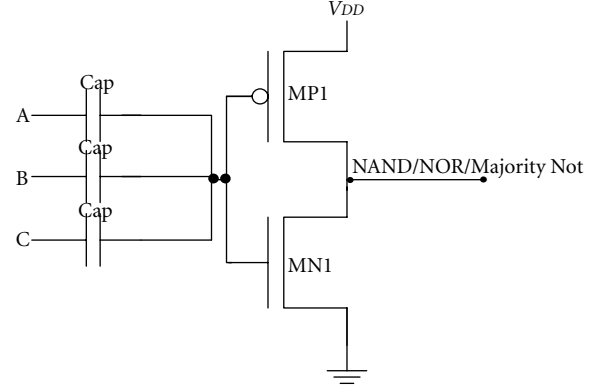 VDD
Cap
MP1
A
Cap
NAND/NOR/Majority Not
B
Cap
C
MN1